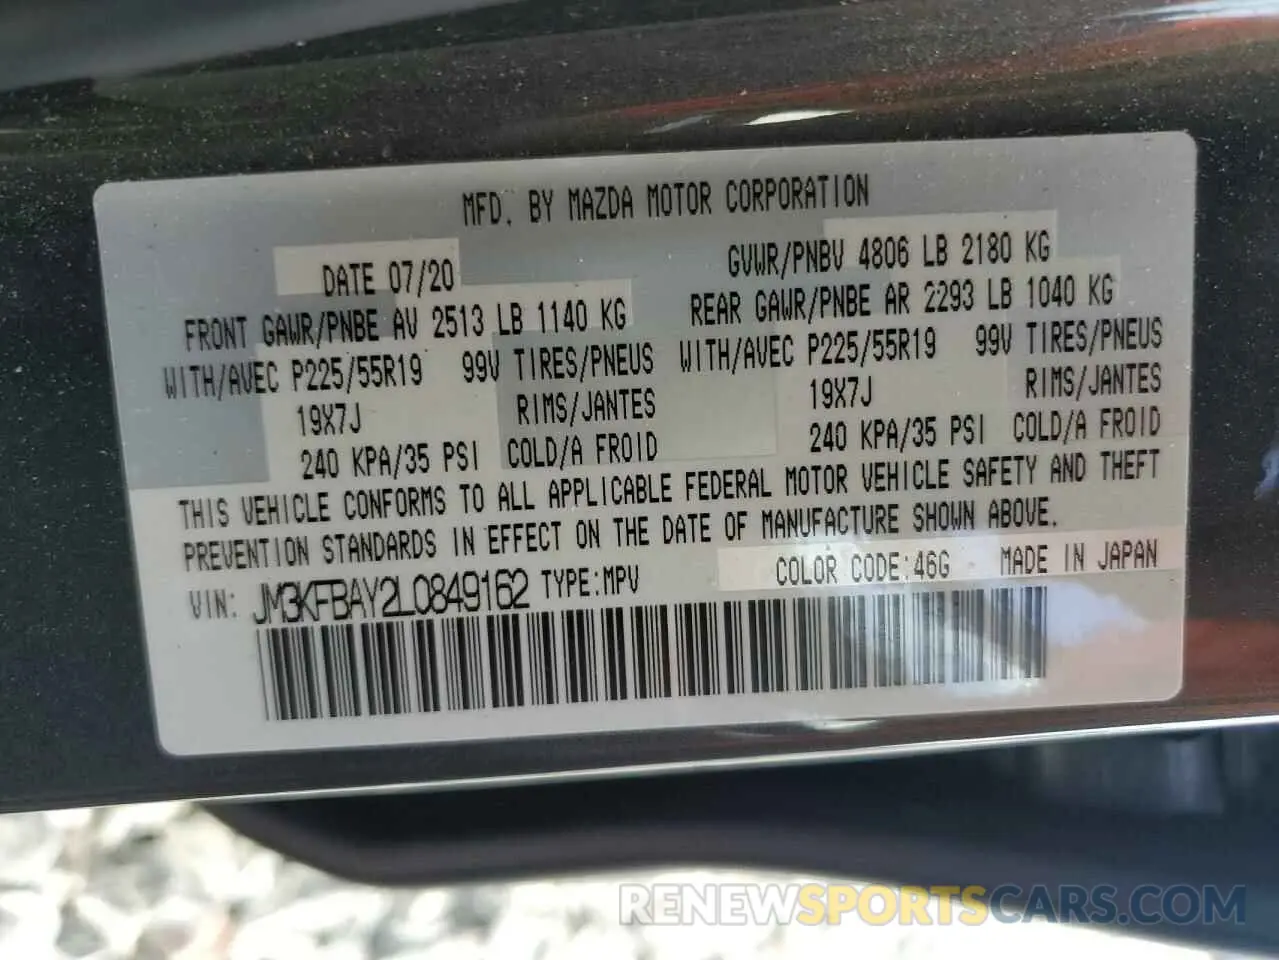 MFD. BY MAZDA MOTOR CORPORATION
DATE 07/20 GVWR/PNBV 4806 LB 2180 KG
FRONT GAWR/PNBE AV 2513 LB 1140 KG REAR GAWR/PNBE AR 2293 LB 1040 KG
WITH/AVEC P225/55R19 99V TIRES/PNEUS WITH/AVEC P225/55R19 99V TIRES/PNEUS
19X7J RIMS/JANTES 19X7J RIMS/JANTES
240 KPA/35 PSI COLD/A FROID 240 KPA/35 PSI COLD/A FROID
THIS VEHICLE CONFORMS TO ALL APPLICABLE FEDERAL MOTOR VEHICLE SAFETY AND THEFT
PREVENTION STANDARDS IN EFFECT ON THE DATE OF MANUFACTURE SHOWN ABOVE.
VIN: JM3KFBAY2L0849162 TYPE:MPV COLOR CODE:46G MADE IN JAPAN
RENEWSPORTSCARS.COM